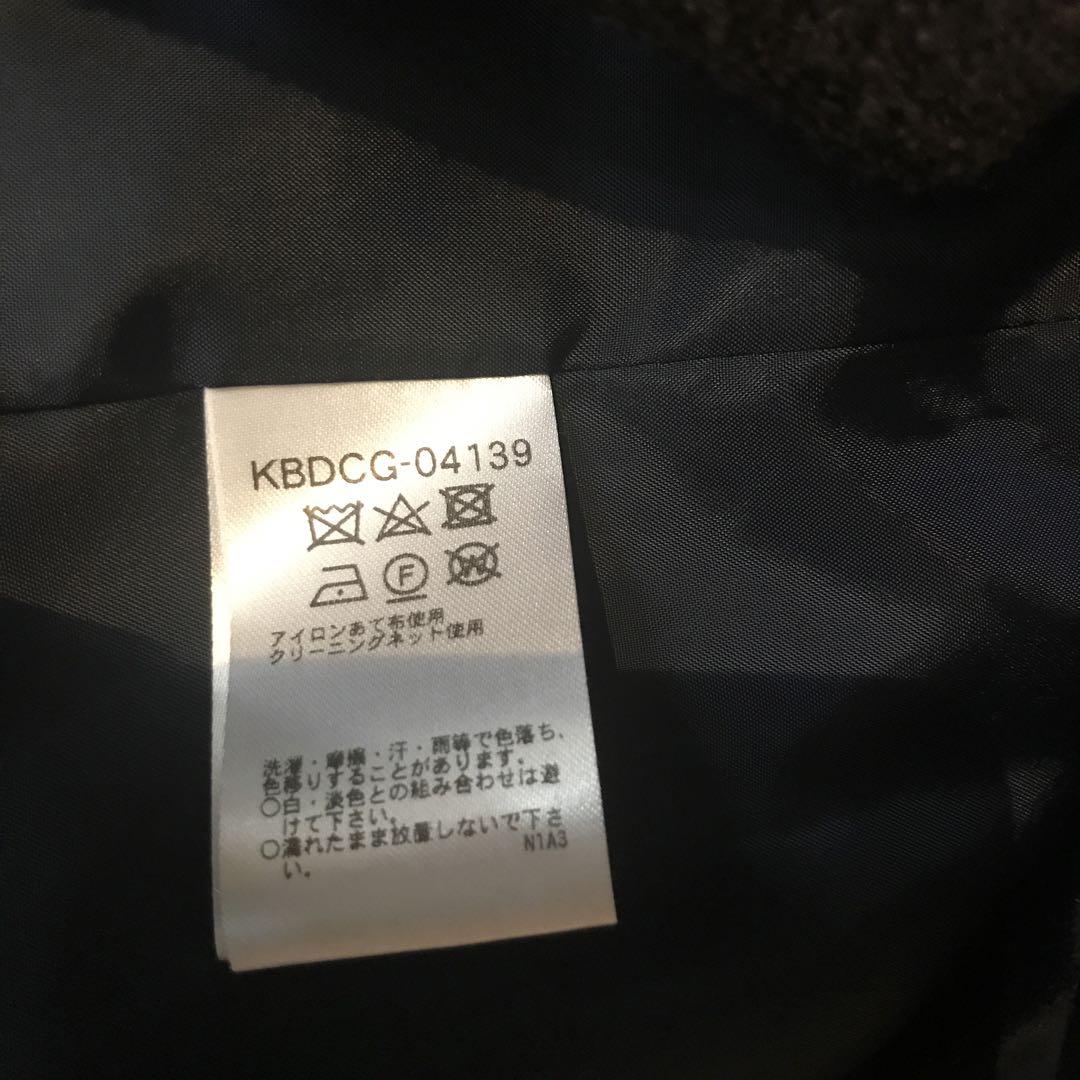 KBDCG-04139
F
W
アイロンあて布使用
クリーニングネット使用
洗濯・摩擦・汗・雨等で色落ち、
色移りすることがあります。
○白・淡色との組み合わせは避
けて下さい。
○濡れたまま放置しないで下さ
い。
N1A3